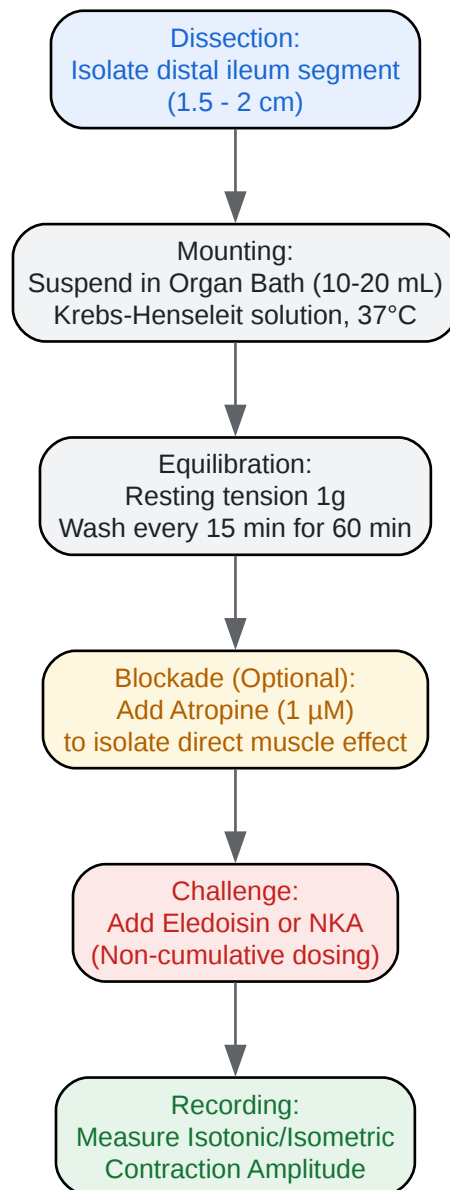 Dissection:
Isolate distal ileum segment
(1.5 - 2 cm)
Mounting:
Suspend in Organ Bath (10-20 mL)
Krebs-Henseleit solution, 37°C
Equilibration:
Resting tension 1g
Wash every 15 min for 60 min
Blockade (Optional):
Add Atropine (1 µM)
to isolate direct muscle effect
Challenge:
Add Eledoisin or NKA
(Non-cumulative dosing)
Recording:
Measure Isotonic/Isometric
Contraction Amplitude